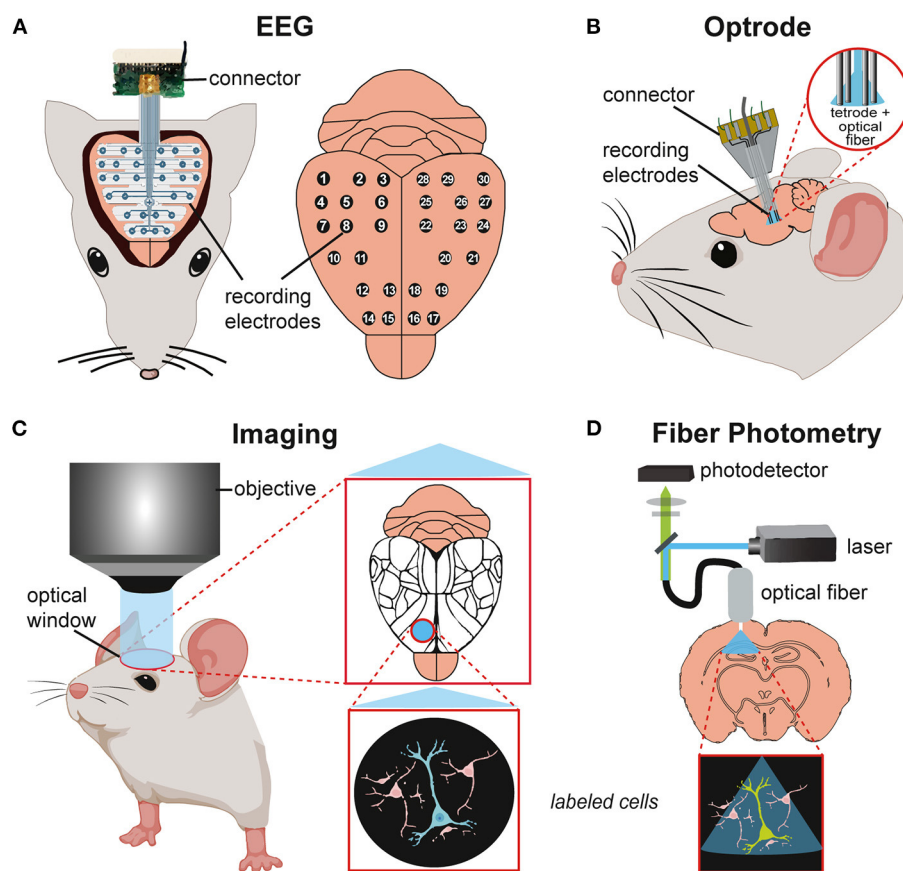 A
EEG
connector
recording
electrodes
1 2 3 28 29 30
4 5 6 25 26 27
7 8 9 22 23 24
10 11 20 21
12 13 18 19
14 15 16 17
B
Optrode
connector
recording
electrodes
tetrode +
optical
fiber
C
Imaging
objective
optical
window
D
Fiber Photometry
photodetector
laser
optical fiber
labeled cells